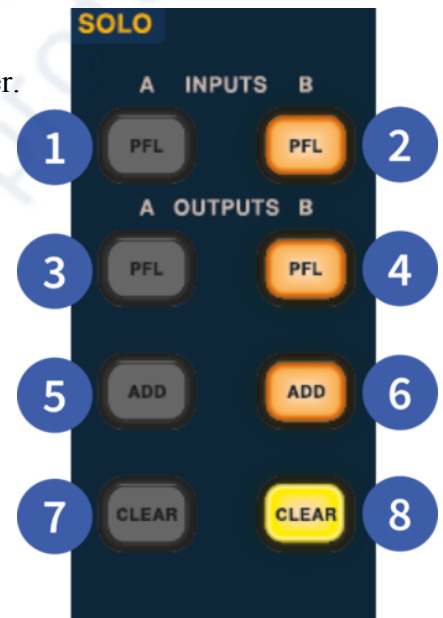 SOLO
er.
A INPUTS B
1 PFL PFL 2
A OUTPUTS B
3 PFL PFL 4
5 ADD ADD 6
7 CLEAR CLEAR 8